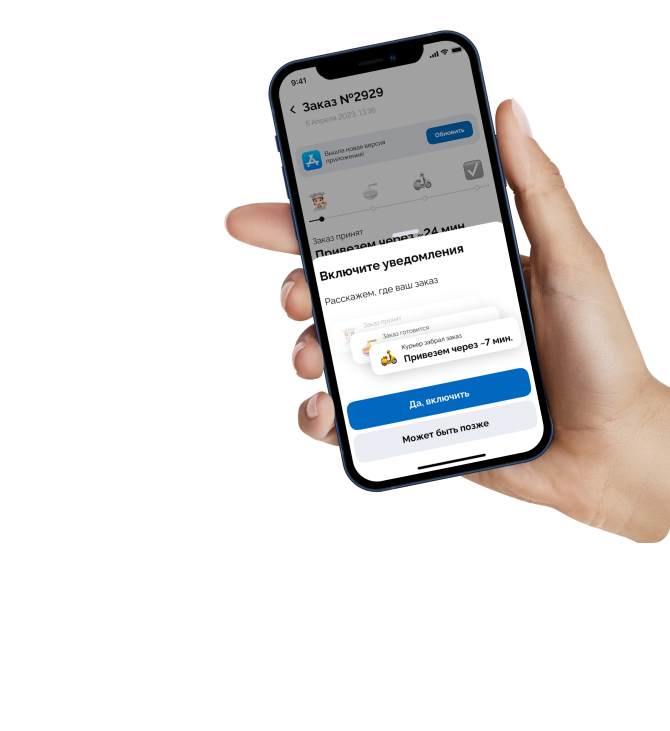 9:41
Заказ №2929
5 Апреля 2023, 13:36
Вышла новая версия
приложения!
Обновить
Заказ принят
Привезем через ~24 мин
Включите уведомления
Расскажем, где ваш заказ
Заказ принят
Заказ готовится
Курьер забрал заказ
Привезем через ~7 мин.
Да, включить
Может быть позже